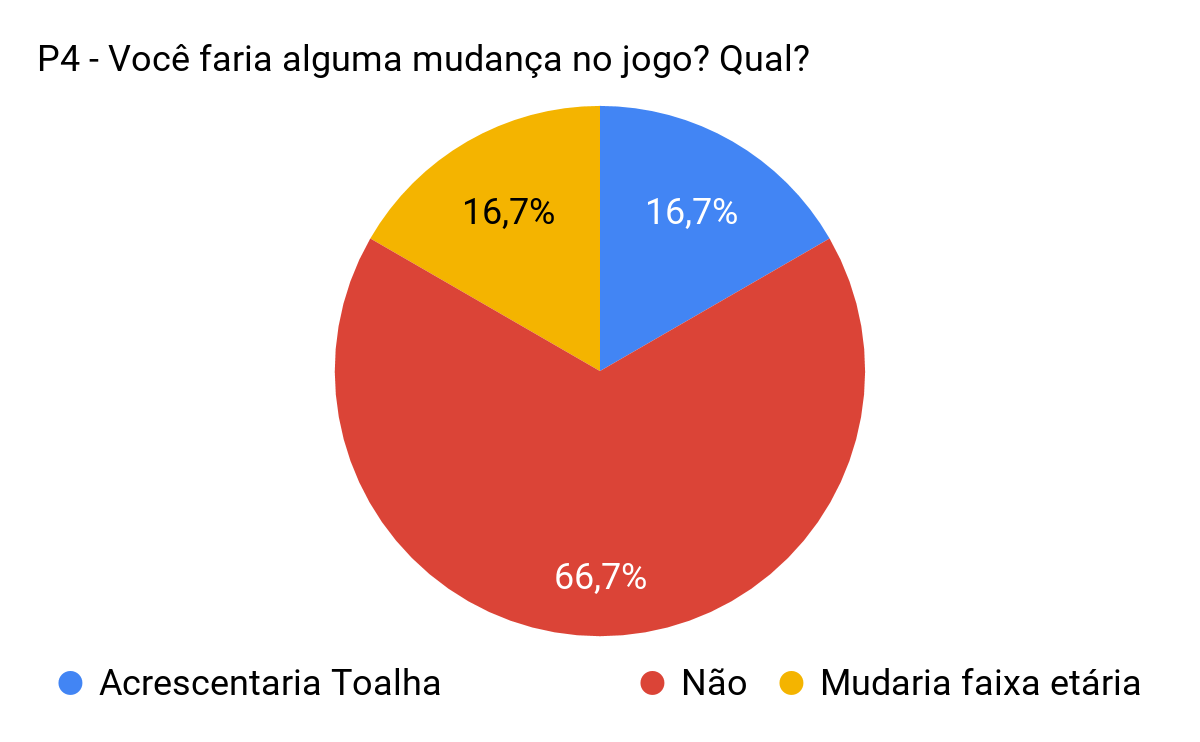 P4 - Você faria alguma mudança no jogo? Qual?
16,7%
16,7%
66,7%
Acrescentaria Toalha
Não
Mudaria faixa etária